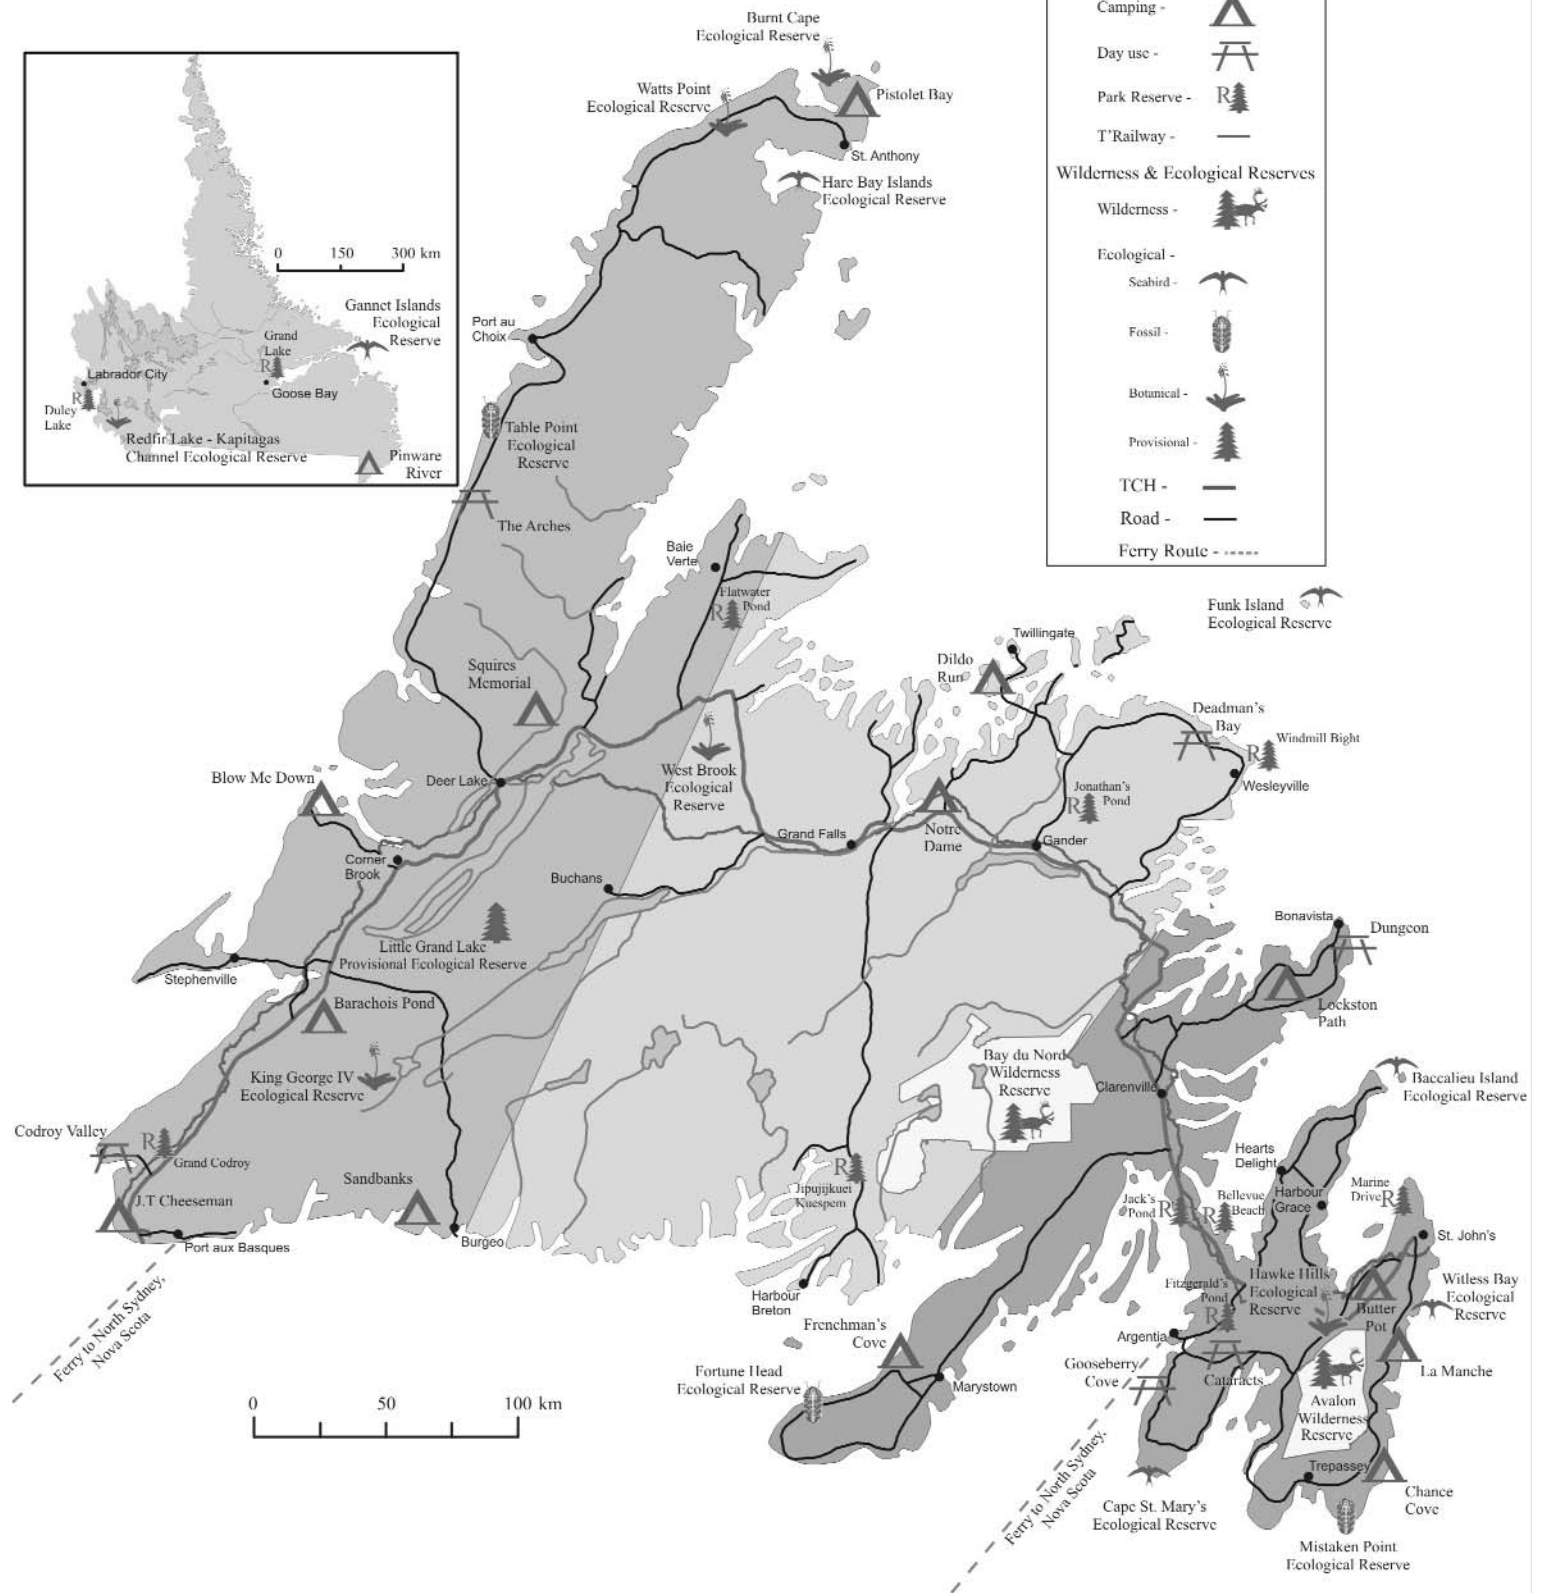 Burnt Cape
Ecological Reserve
Watts Point
Ecological Reserve
Pistolet Bay
St. Anthony
Hare Bay Islands
Ecological Reserve
Camping -
Day use -
Park Reserve -
R
T'Railway -
Wilderness & Ecological Reserves
Wilderness -
Ecological -
Seabird -
Fossil -
Botanical -
Provisional -
TCH -
Road -
Ferry Route -
0 150 300 km
Gannet Islands
Ecological
Reserve
Grand
Lake
R
Labrador City
Goose Bay
R
Duley
Lake
Redfir Lake - Kapitagas
Channel Ecological Reserve
Pinware
River
Port au
Choix
Table Point
Ecological
Reserve
The Arches
Baie
Verte
Flatwater
Pond
R
Funk Island
Ecological Reserve
Twillingate
Dildo
Run
Squires
Memorial
Deadman's
Bay
Windmill Bight
R
Wesleyville
Blow Me Down
Deer Lake
West Brook
Ecological
Reserve
Jonathan's
Pond
R
Grand Falls
Notre
Dame
Gander
Corner
Brook
Buchans
Bonavista
Dungeon
Little Grand Lake
Provisional Ecological Reserve
Stephenville
Barachois Pond
Lockston
Path
King George IV
Ecological Reserve
Bay du Nord
Wilderness
Reserve
Clarenville
Baccalieu Island
Ecological Reserve
Codroy Valley
R
Grand Codroy
Hearts
Delight
Sandbanks
J.T Cheeseman
R
Jipujijkuei
Kuespem
Jack's
Pond
R
Bellevue
Beach
R
Harbour
Grace
Marine
Drive
R
St. John's
Port aux Basques
Burgeo
Harbour
Breton
Hawke Hills
Ecological
Reserve
Fitzgerald's
Pond
R
Witless Bay
Ecological
Reserve
Butter
Pot
Ferry to North Sydney,
Nova Scota
Frenchman's
Cove
Argentia
Gooseberry
Cove
Cataracts
La Manche
Fortune Head
Ecological Reserve
Marystown
Avalon
Wilderness
Reserve
0 50 100 km
Trepassey
Chance
Cove
Ferry to North Sydney,
Nova Scota
Cape St. Mary's
Ecological Reserve
Mistaken Point
Ecological Reserve